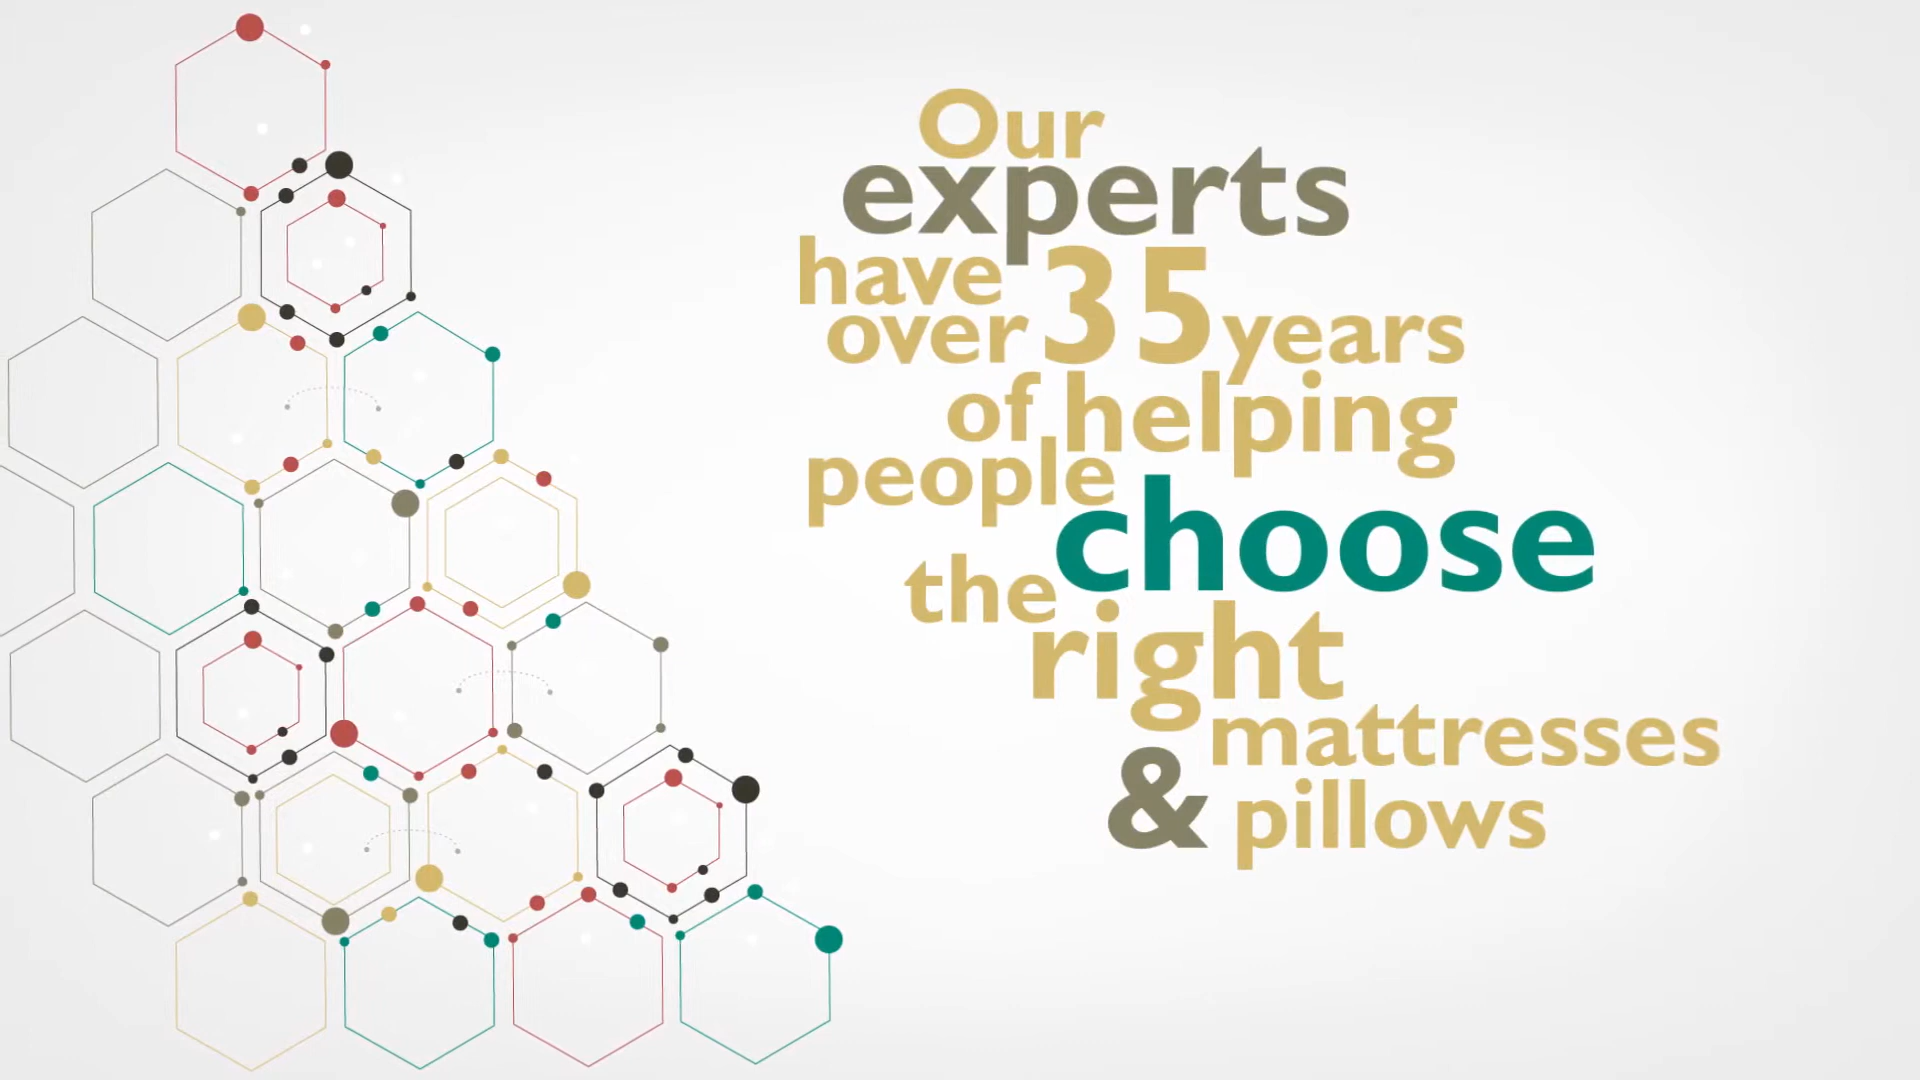 Our
experts
have
over 35 years
of helping
people
choose
the
right
mattresses
& pillows